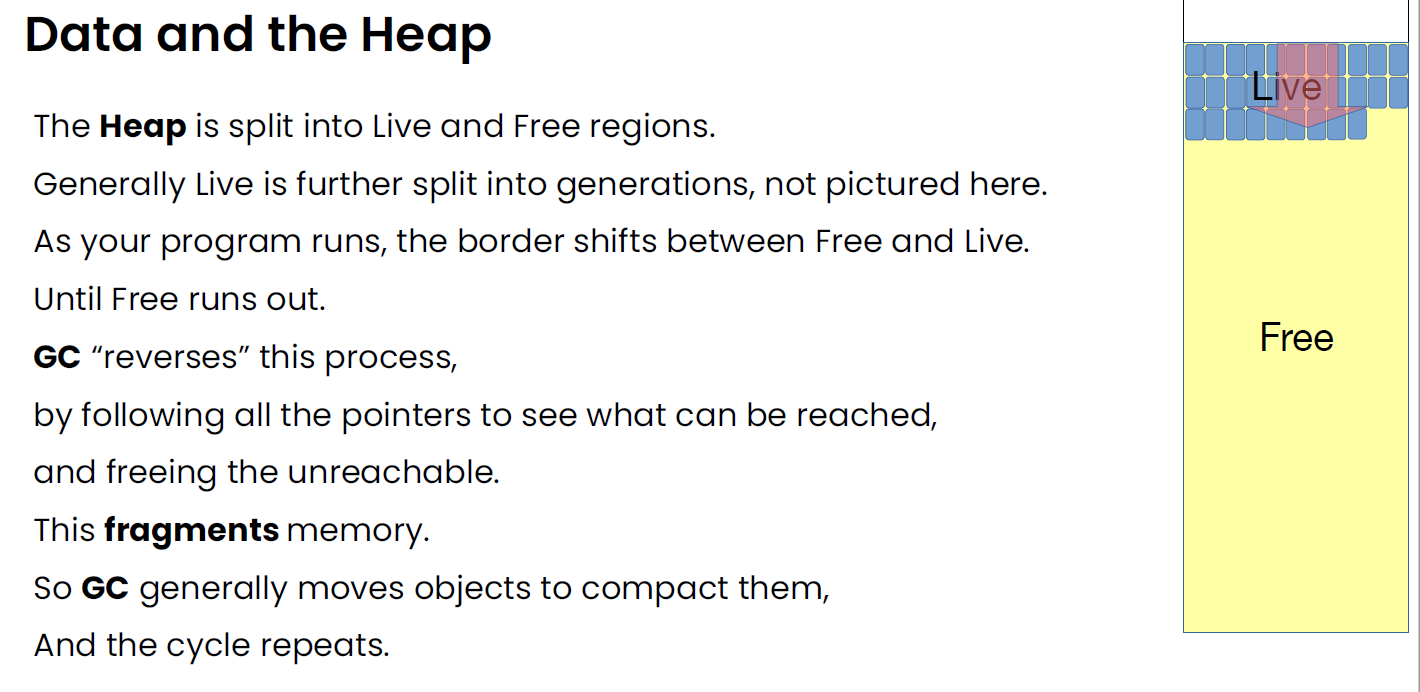 Data and the Heap
The Heap is split into Live and Free regions.
Generally Live is further split into generations, not pictured here.
As your program runs, the border shifts between Free and Live.
Until Free runs out.
GC “reverses” this process,
by following all the pointers to see what can be reached,
and freeing the unreachable.
This fragments memory.
So GC generally moves objects to compact them,
And the cycle repeats.
Live
Free